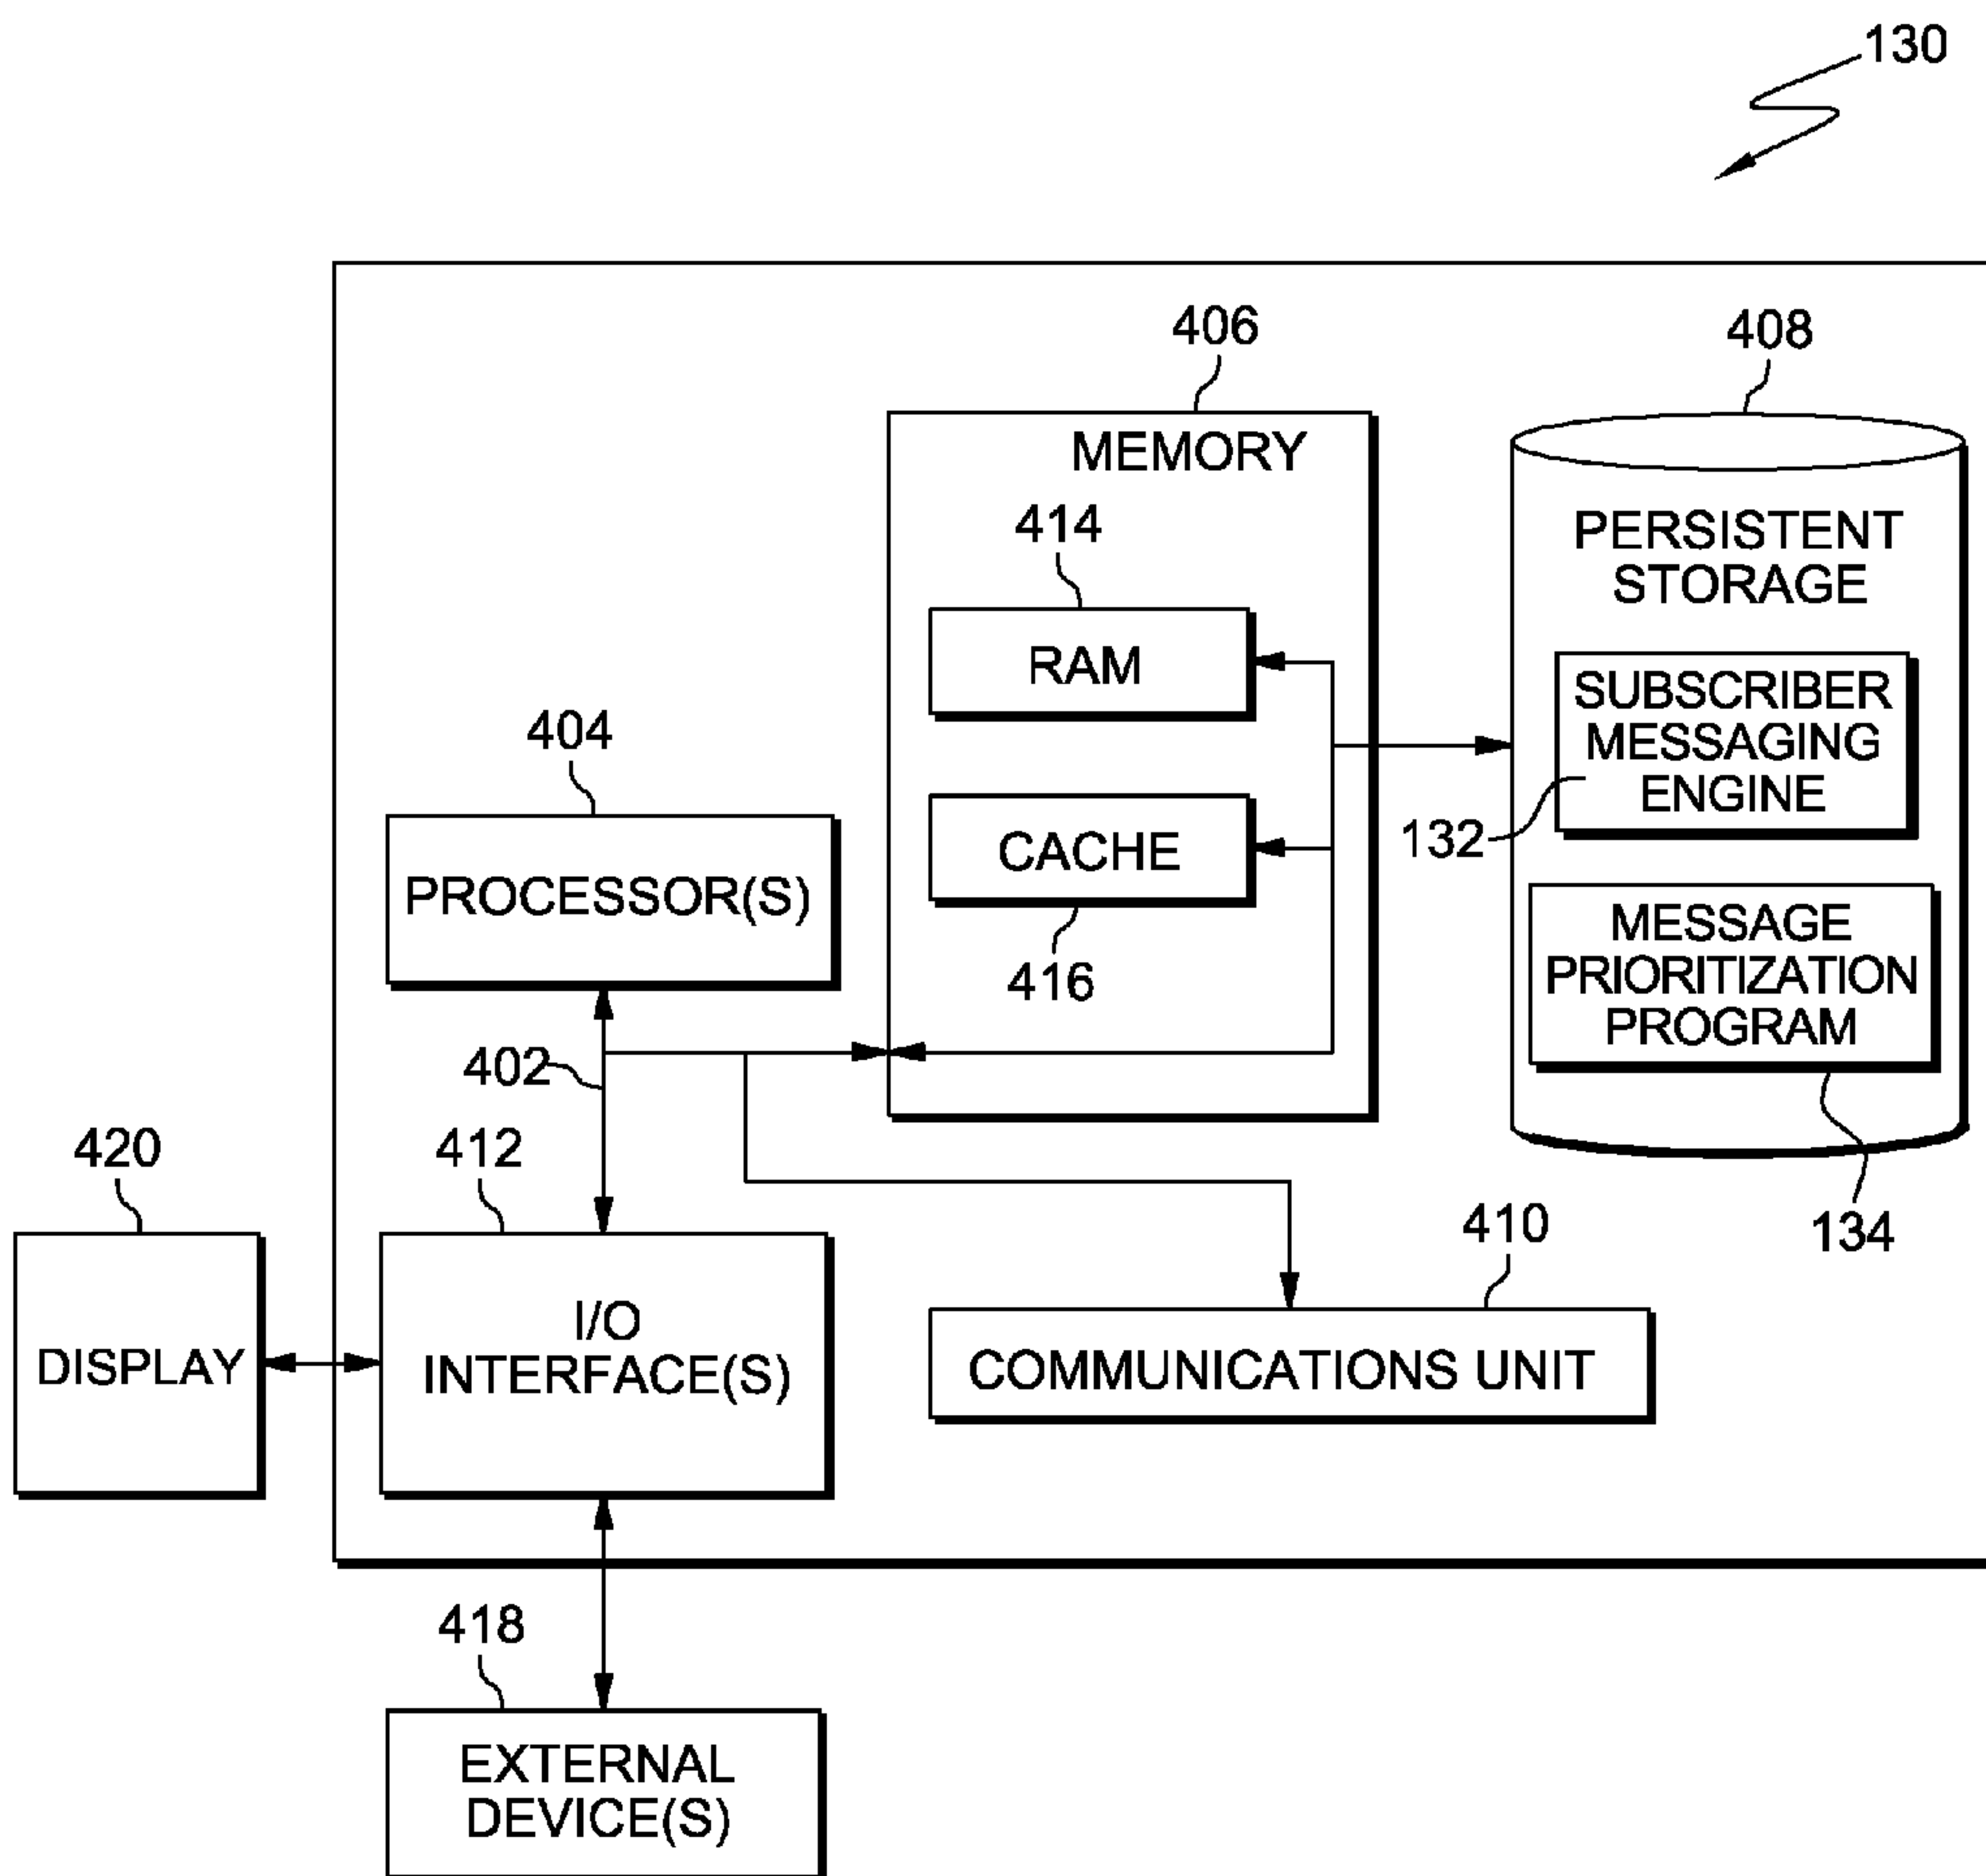 130
406
408
MEMORY
414
PERSISTENT
STORAGE
RAM
SUBSCRIBER
MESSAGING
ENGINE
404
132
CACHE
PROCESSOR(S)
416
MESSAGE
PRIORITIZATION
PROGRAM
402
420
412
410
134
DISPLAY
I/O
INTERFACE(S)
COMMUNICATIONS UNIT
418
EXTERNAL
DEVICE(S)